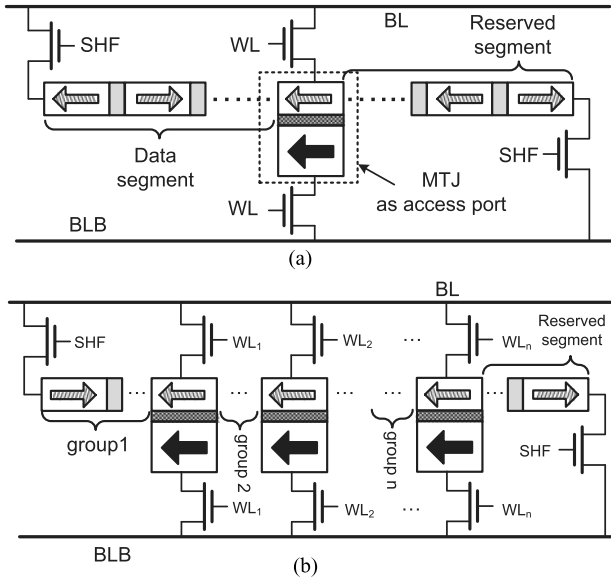 BL
Reserved
segment
SHF
WL
Data
segment
SHF
MTJ
as access port
WL
BLB
(a)
BL
Reserved
segment
SHF
WL1
WL2
...
WLn
...
...
...
...
group1
group 2
group n
SHF
WL1
...
WL2
...
WLn
BLB
(b)